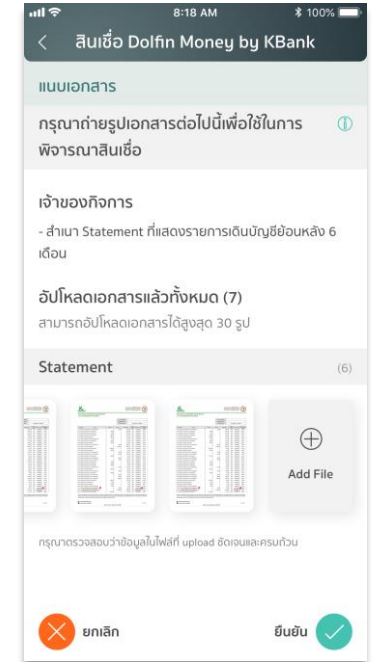 8:18 AM
100%
สินเชื่อ Dolfin Money by KBank
แนบเอกสาร
กรุณาถ่ายรูปเอกสารต่อไปนี้เพื่อใช้ในการ
พิจารณาสินเชื่อ
เจ้าของกิจการ
- สำเนา Statement ที่แสดงรายการเดินบัญชีย้อนหลัง 6
เดือน
อัปโหลดเอกสารแล้วทั้งหมด (7)
สามารถอัปโหลดเอกสารได้สูงสุด 30 รูป
Statement (6)
Add File
กรุณาตรวจสอบว่าข้อมูลในไฟล์ที่ upload ชัดเจนและครบถ้วน
ยกเลิก
ยืนยัน